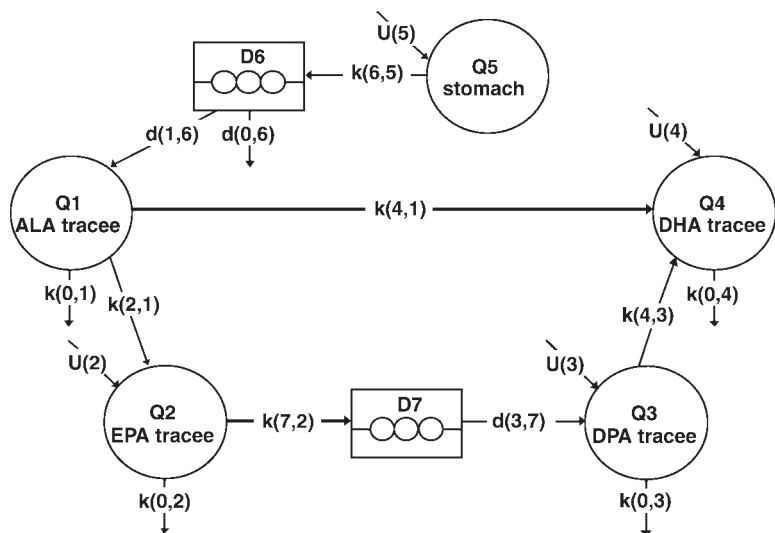 U(5)
D6
k(6,5)
Q5
stomach
d(1,6)
d(0,6)
U(4)
Q1
ALA tracee
k(4,1)
Q4
DHA tracee
k(0,1)
k(2,1)
k(4,3)
k(0,4)
U(2)
U(3)
Q2
EPA tracee
k(7,2)
D7
d(3,7)
Q3
DPA tracee
k(0,2)
k(0,3)